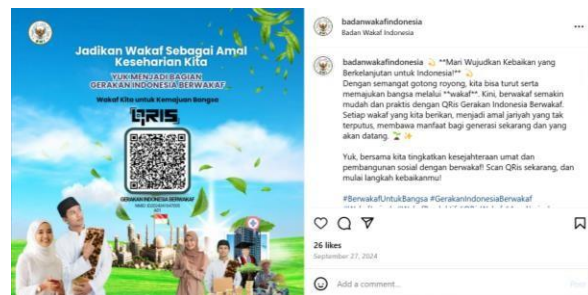 Jadikan Wakaf Sebagai Amal
Keseharian Kita
YUK MENJADI BAGIAN
GERAKAN INDONESIA BERWAKAF
Wakaf Kita untuk Kemajuan Bangsa
QRIS
GERAKAN INDONESIA BERWAKAF
badanwakafindonesia
Badan Wakaf Indonesia
badanwakafindonesia 💫 **Mari Wujudkan Kebaikan yang
Berkelanjutan untuk Indonesia!** 💫
Dengan semangat gotong royong, kita bisa turut serta
memajukan bangsa melalui **wakaf**. Kini, berwakaf semakin
mudah dan praktis dengan QRis Gerakan Indonesia Berwakaf.
Setiap wakaf yang kita berikan, menjadi amal jariyah yang tak
terputus, membawa manfaat bagi generasi sekarang dan yang
akan datang. 🌱✨
Yuk, bersama kita tingkatkan kesejahteraan umat dan
pembangunan sosial dengan berwakaf! Scan QRis sekarang, dan
mulai langkah kebaikanmu!
#BerwakafUntukBangsa #GerakanIndonesiaBerwakaf
26 likes
September 27, 2024
Add a comment...
Post